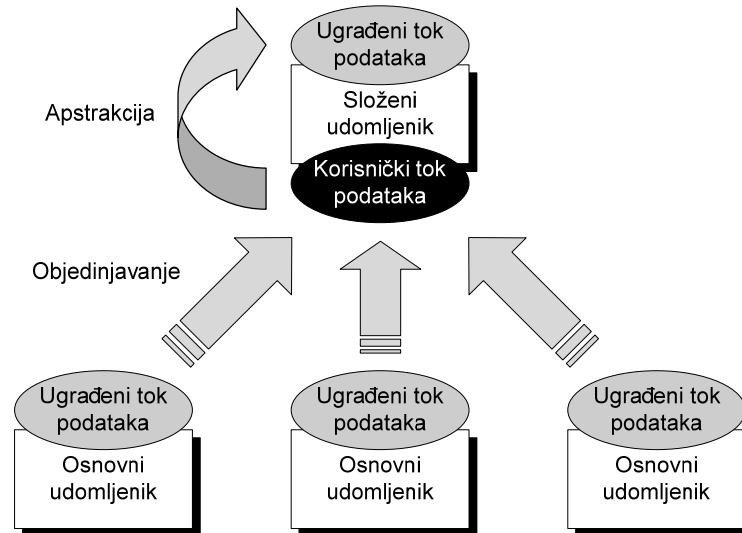 Ugrađeni tok
podataka
Apstrakcija
Složeni
udomljenik
Korisnički tok
podataka
Objedinjavanje
Ugrađeni tok
podataka
Osnovni
udomljenik
Ugrađeni tok
podataka
Osnovni
udomljenik
Ugrađeni tok
podataka
Osnovni
udomljenik